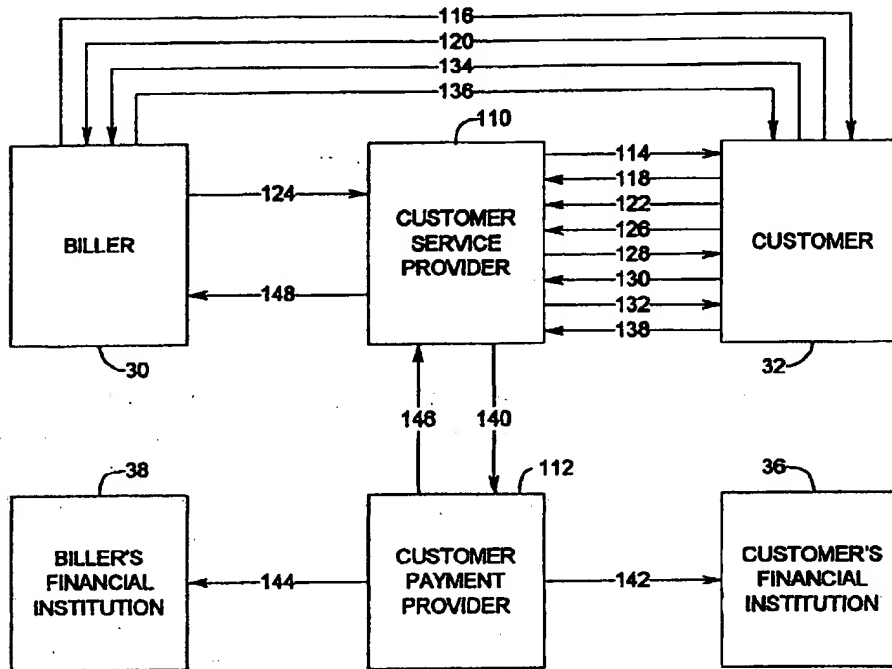 116
120
134
136
110
114
118
124
122
BILLER
CUSTOMER
SERVICE
PROVIDER
126
CUSTOMER
128
130
148
132
138
30
32
146
140
38
112
36
BILLER'S
FINANCIAL
INSTITUTION
144
CUSTOMER
PAYMENT
PROVIDER
142
CUSTOMER'S
FINANCIAL
INSTITUTION